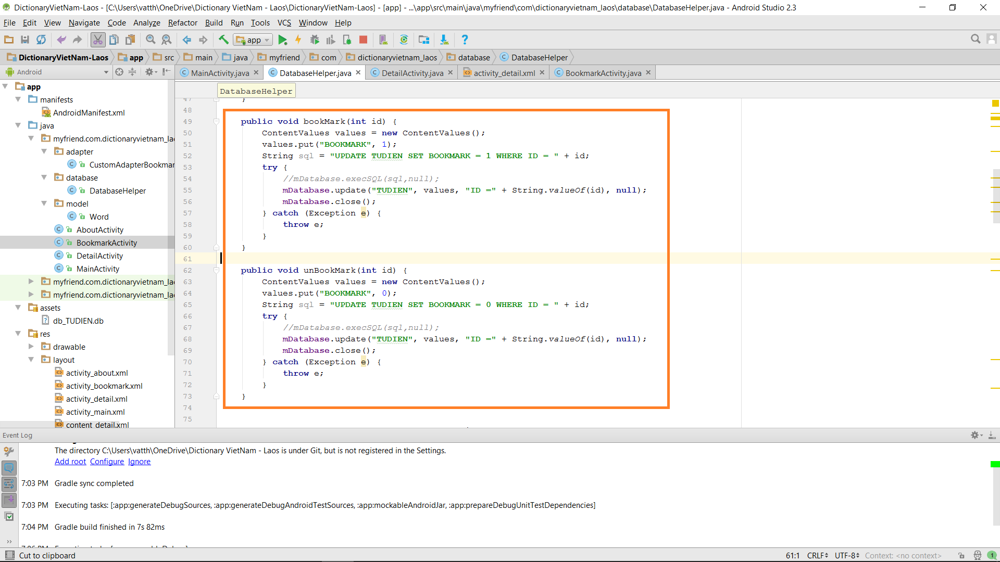 DictionaryVietNam-Laos - [C:\Users\vatth\OneDrive\Dictionary VietNam - Laos\DictionaryVietNam-Laos] - [app] - ...\app\src\main\java\myfriend\com\dictionaryvietnam_laos\database\DatabaseHelper.java - Android Studio 2.3
File Edit View Navigate Code Analyze Refactor Build Run Tools VCS Window Help
app
DictionaryVietNam-Laos app src main java myfriend com dictionaryvietnam_laos database DatabaseHelper
Android
MainActivity.java DatabaseHelper.java DetailActivity.java activity_detail.xml BookmarkActivity.java
DatabaseHelper
app
manifests
AndroidManifest.xml
java
myfriend.com.dictionaryvietnam_la
adapter
CustomAdapterBookmar
database
DatabaseHelper
model
Word
AboutActivity
BookmarkActivity
DetailActivity
MainActivity
myfriend.com.dictionaryvietnam_la
myfriend.com.dictionaryvietnam_la
assets
db_TUDIEN.db
res
drawable
layout
activity_about.xml
activity_bookmark.xml
activity_detail.xml
activity_main.xml
content_detail.xml
47 }
48
49 public void bookMark(int id) {
50 ContentValues values = new ContentValues();
51 values.put("BOOKMARK", 1);
52 String sql = "UPDATE TUDIEN SET BOOKMARK = 1 WHERE ID = " + id;
53 try {
54 //mDatabase.execSQL(sql,null);
55 mDatabase.update("TUDIEN", values, "ID =" + String.valueOf(id), null);
56 mDatabase.close();
57 } catch (Exception e) {
58 throw e;
59 }
60 }
61
62 public void unBookMark(int id) {
63 ContentValues values = new ContentValues();
64 values.put("BOOKMARK", 0);
65 String sql = "UPDATE TUDIEN SET BOOKMARK = 0 WHERE ID = " + id;
66 try {
67 //mDatabase.execSQL(sql,null);
68 mDatabase.update("TUDIEN", values, "ID =" + String.valueOf(id), null);
69 mDatabase.close();
70 } catch (Exception e) {
71 throw e;
72 }
73 }
74
75
Event Log
The directory C:\Users\vatth\OneDrive\Dictionary VietNam - Laos is under Git, but is not registered in the Settings.
Add root Configure Ignore
7:03 PM Gradle sync completed
7:03 PM Executing tasks: [:app:generateDebugSources, :app:generateDebugAndroidTestSources, :app:mockableAndroidJar, :app:prepareDebugUnitTestDependencies]
7:04 PM Gradle build finished in 7s 82ms
Cut to clipboard
61:1 CRLF UTF-8 Context: <no context> 1